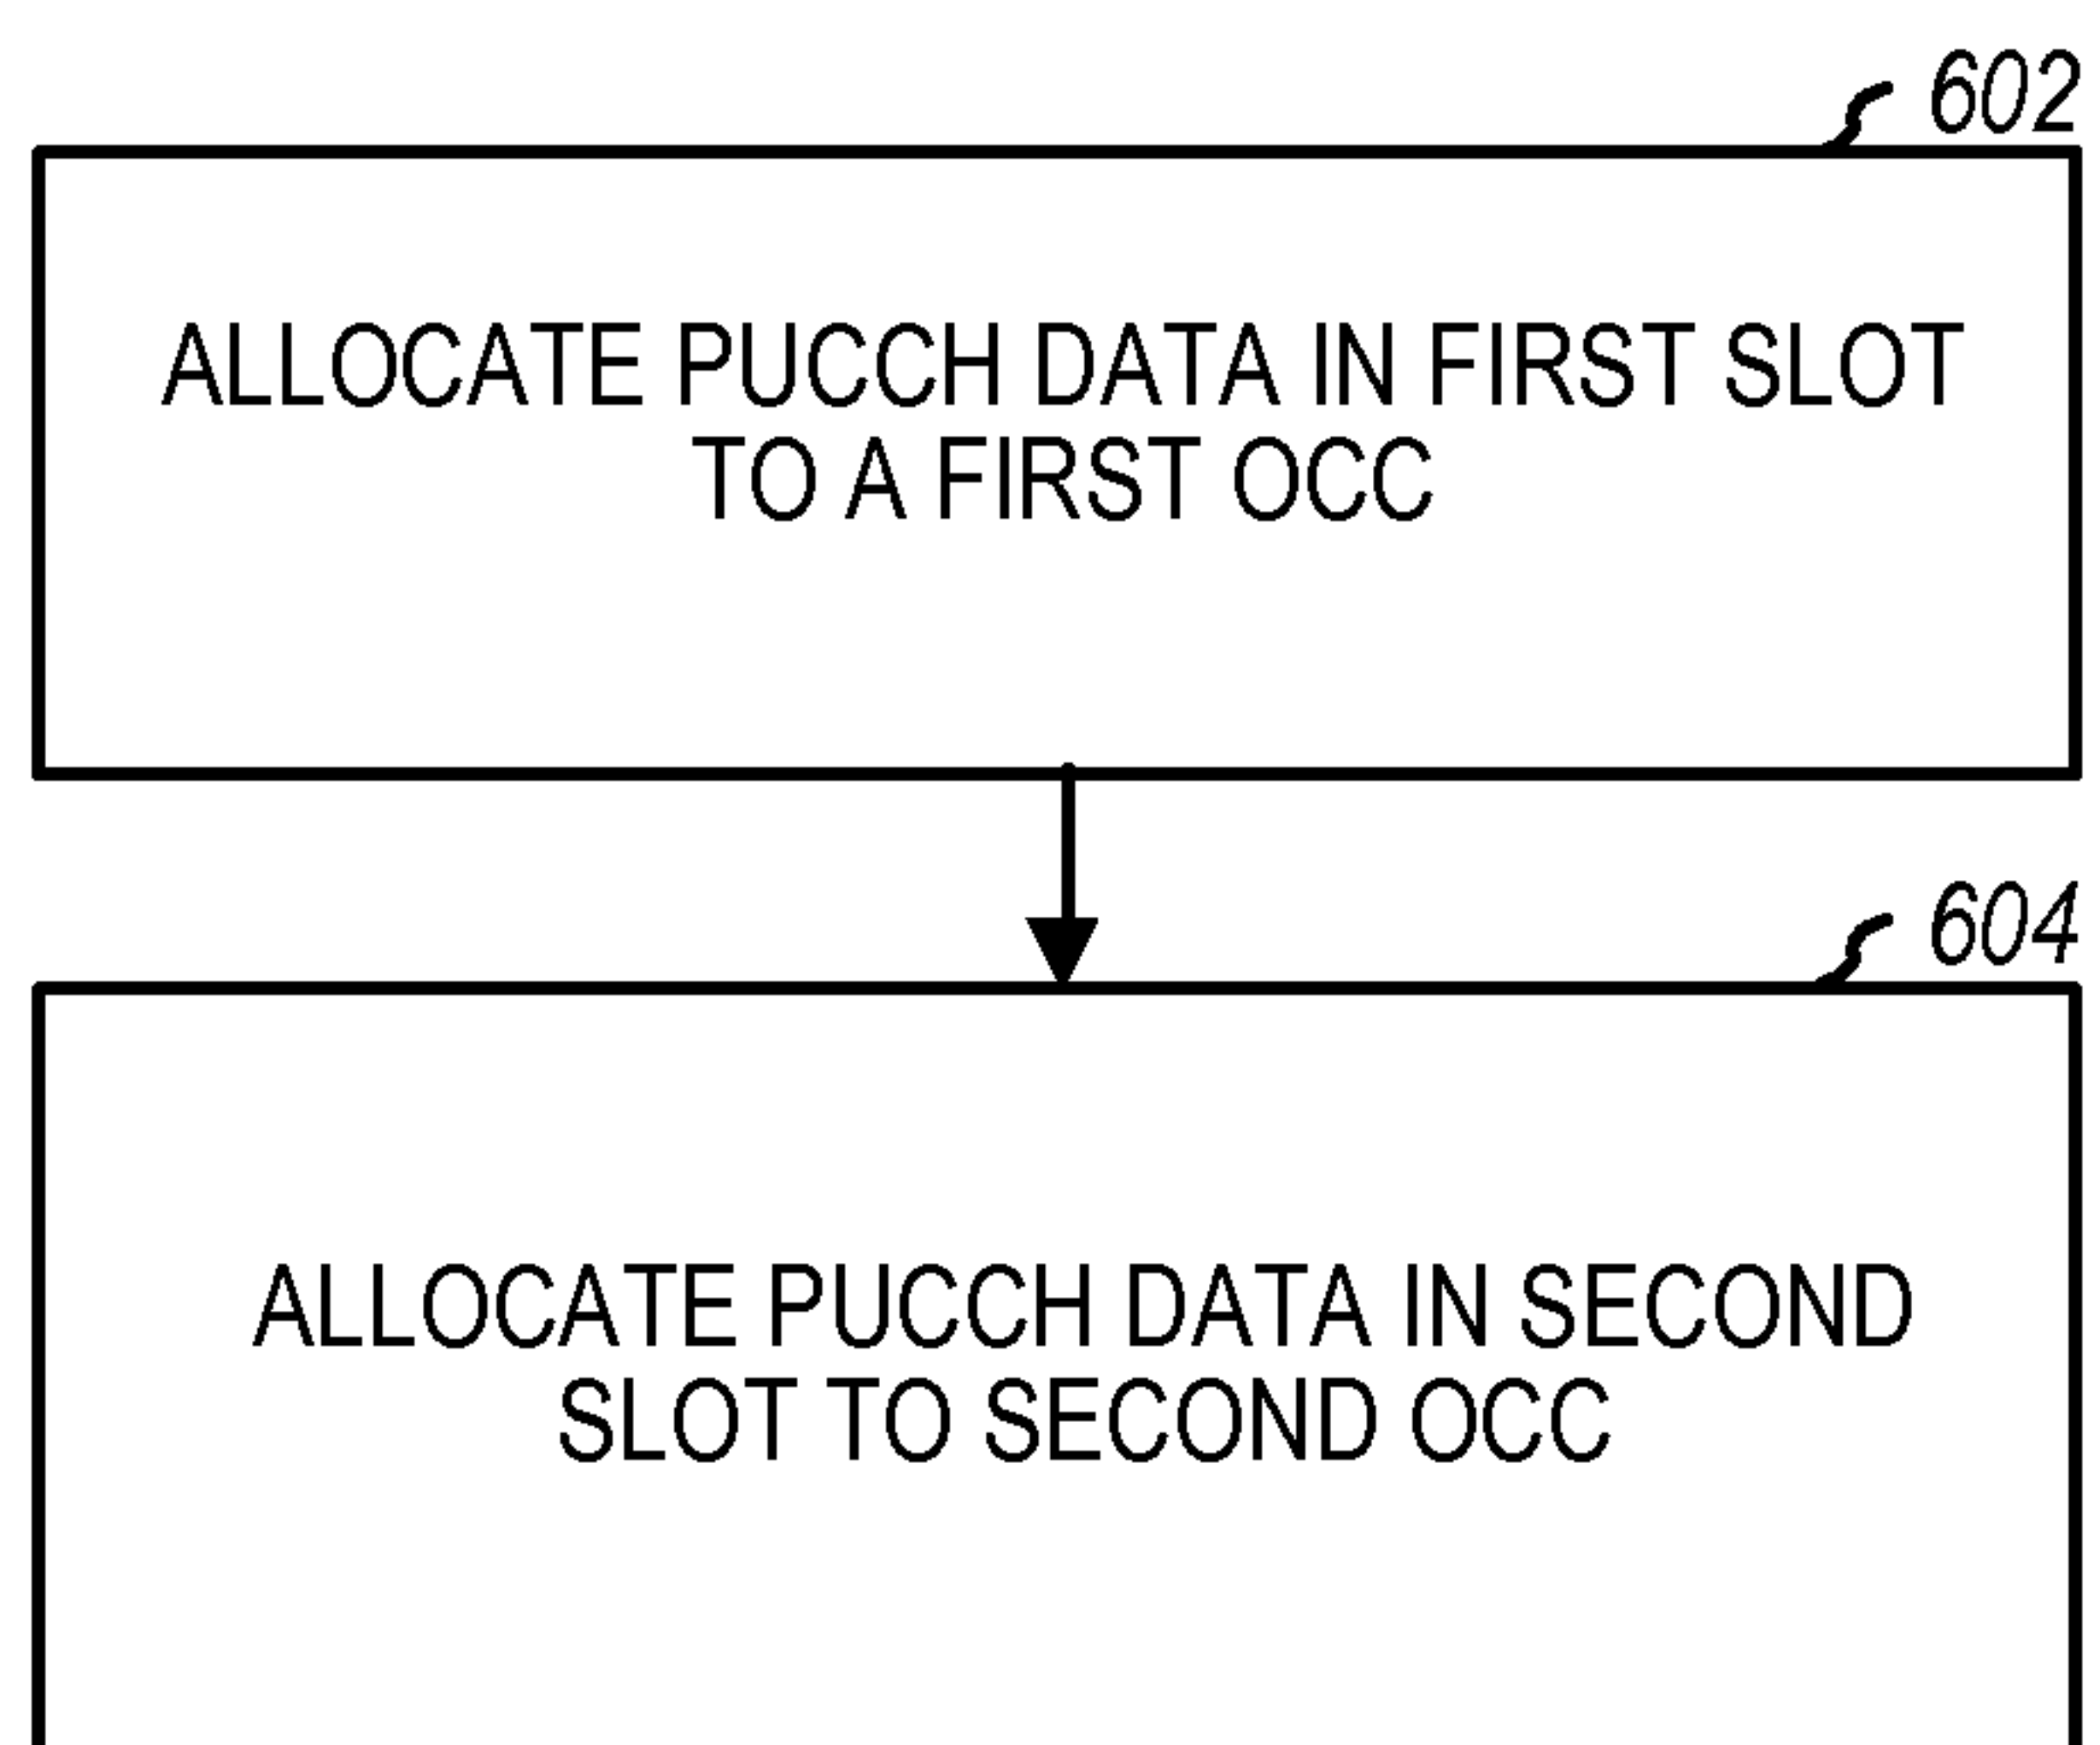 602
ALLOCATE PUCCH DATA IN FIRST SLOT
TO A FIRST OCC
604
ALLOCATE PUCCH DATA IN SECOND
SLOT TO SECOND OCC